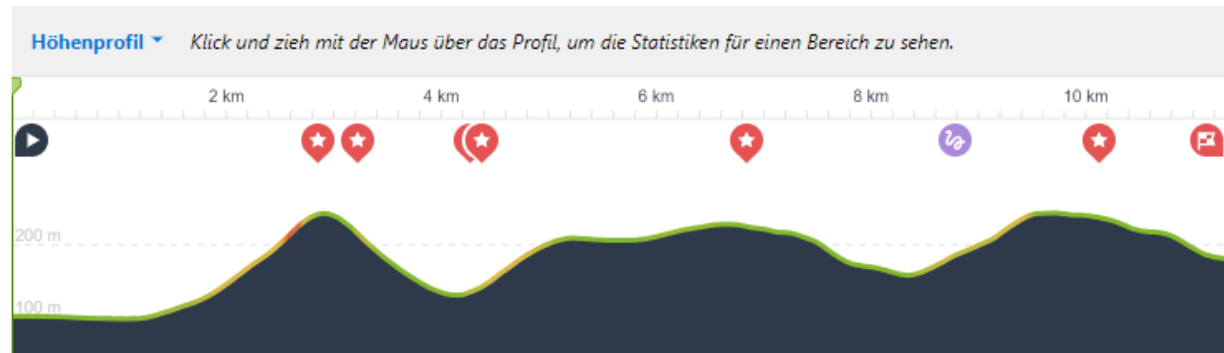 Höhenprofil Klick und zieh mit der Maus über das Profil, um die Statistiken für einen Bereich zu sehen.
2 km 4 km 6 km 8 km 10 km
200 m
100 m